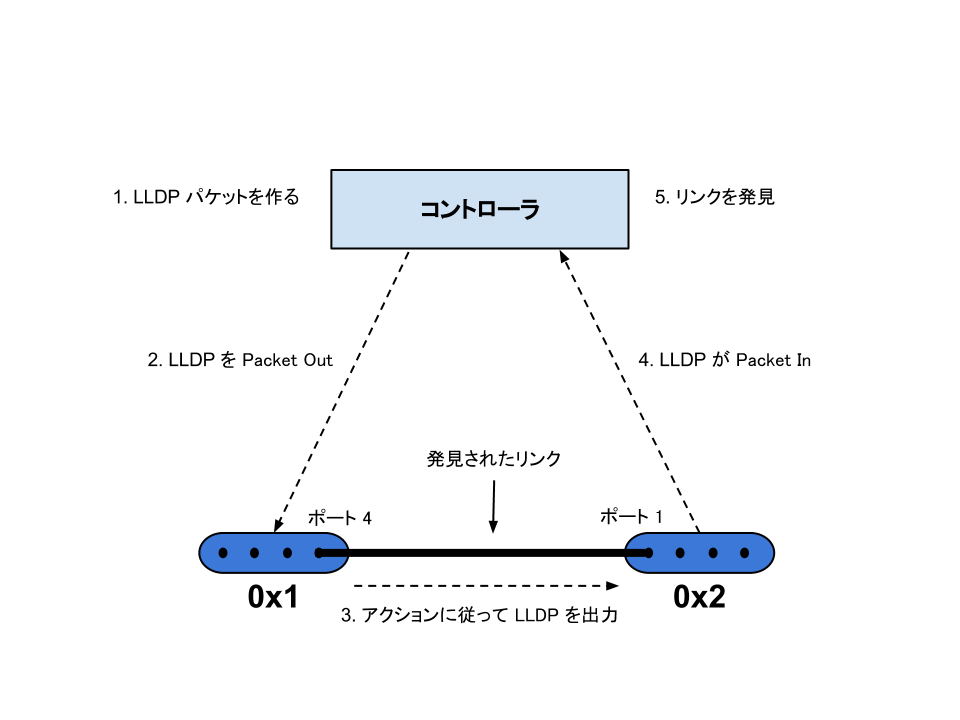 1. LLDP パケットを作る
コントローラ
5. リンクを発見
2. LLDP を Packet Out
4. LLDP が Packet In
発見されたリンク
ポート 4
ポート 1
0x1
0x2
3. アクションに従って LLDP を出力